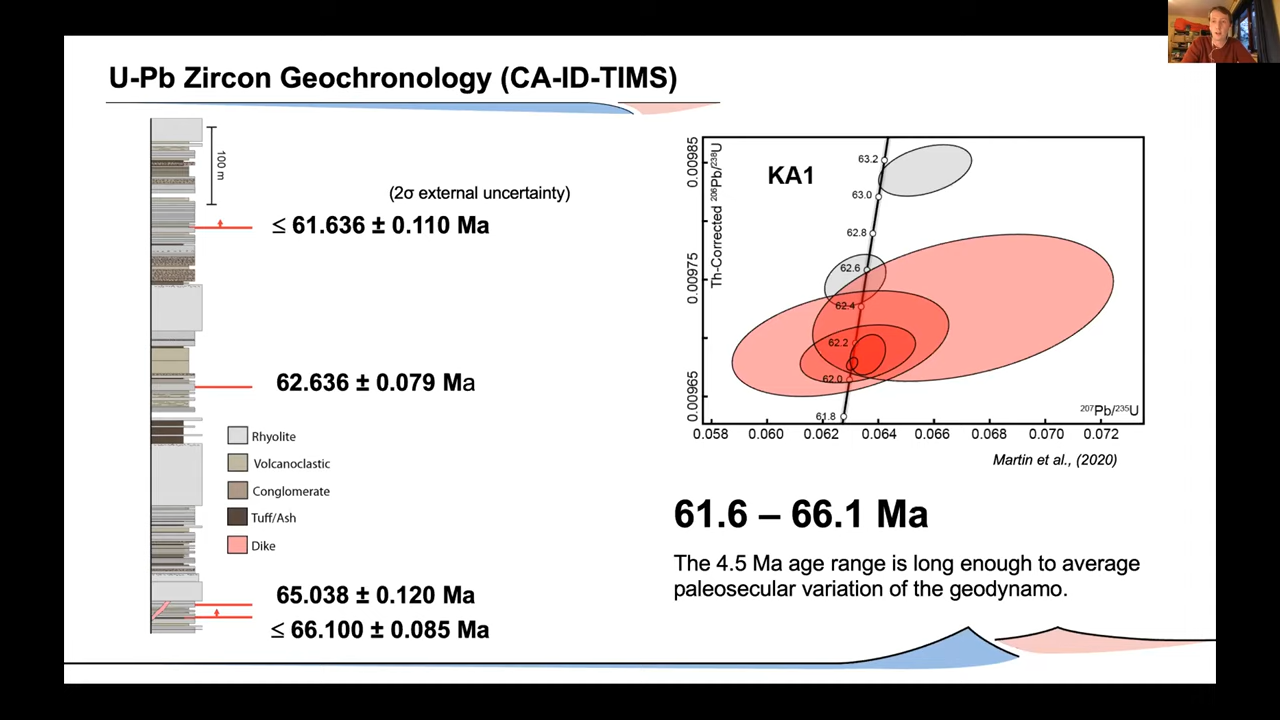 U-Pb Zircon Geochronology (CA-ID-TIMS)
100 m
(2σ external uncertainty)
≤ 61.636 ± 0.110 Ma
62.636 ± 0.079 Ma
Rhyolite
Volcanoclastic
Conglomerate
Tuff/Ash
Dike
65.038 ± 0.120 Ma
≤ 66.100 ± 0.085 Ma
KA1
Th-Corrected ²⁰⁶Pb/²³⁸U
0.00985
0.00975
0.00965
63.2
63.0
62.8
62.6
62.4
62.2
62.0
61.8
²⁰⁷Pb/²³⁵U
0.058 0.060 0.062 0.064 0.066 0.068 0.070 0.072
Martin et al., (2020)
61.6 – 66.1 Ma
The 4.5 Ma age range is long enough to average
paleosecular variation of the geodynamo.